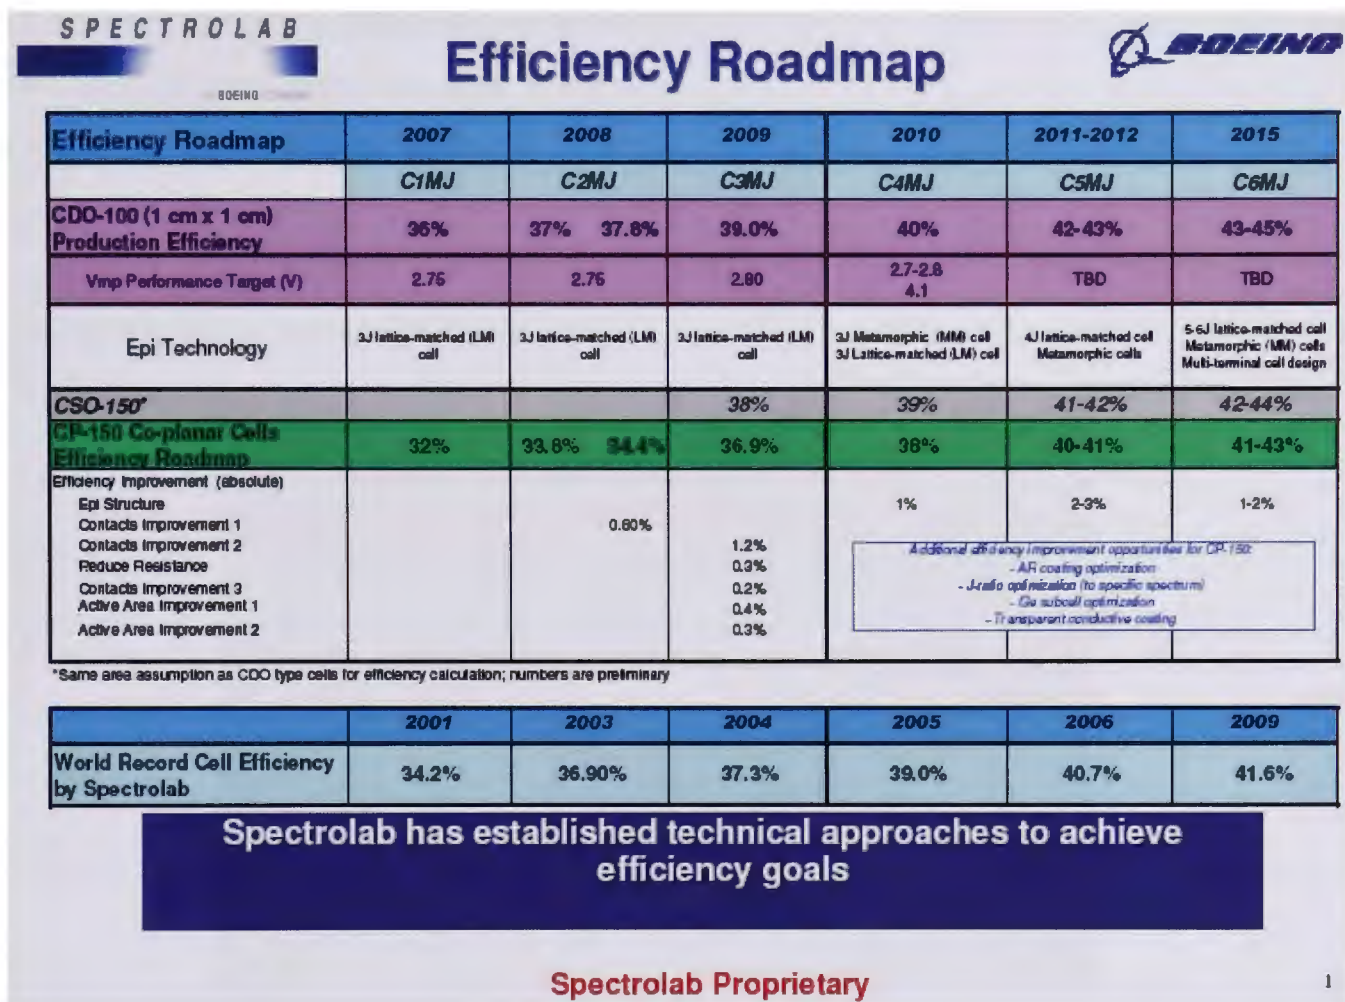 SPECTROLAB
BOEING
Efficiency Roadmap
BOEING
Efficiency Roadmap 2007 2008 2009 2010 2011-2012 2015
C1MJ C2MJ C3MJ C4MJ C5MJ C6MJ
CDO-100 (1 cm x 1 cm)
Production Efficiency 36% 37% 37.8% 39.0% 40% 42-43% 43-45%
Vmp Performance Target (V) 2.75 2.75 2.80 2.7-2.8 TBD TBD
4.1
Epi Technology 3J lattice-matched (LM) cell 3J lattice-matched (LM) cell 3J lattice-matched (LM) cell 3J Metamorphic (MM) cell 4J lattice-matched cell 5-6J lattice-matched cell
3J Lattice-matched (LM) cell Metamorphic cells Metamorphic (MM) cells
Multi-terminal cell design
CSO-150* 38% 39% 41-42% 42-44%
CP-150 Co-planar Cells
Efficiency Roadmap 32% 33.8% 34.4% 36.9% 38% 40-41% 41-43%
Efficiency Improvement (absolute)
Epi Structure 1% 2-3% 1-2%
Contacts Improvement 1 0.60%
Contacts Improvement 2 1.2%
Reduce Resistance 0.3%
Contacts Improvement 3 0.2%
Active Area Improvement 1 0.4%
Active Area Improvement 2 0.3%
Additional efficiency improvement opportunities for CP-150:
- AR coating optimization
- J-ratio optimization (to specific spectrum)
- Ge subcell optimization
- Transparent conductive coating
*Same area assumption as CDO type cells for efficiency calculation; numbers are preliminary
2001 2003 2004 2005 2006 2009
World Record Cell Efficiency
by Spectrolab 34.2% 36.90% 37.3% 39.0% 40.7% 41.6%
Spectrolab has established technical approaches to achieve
efficiency goals
Spectrolab Proprietary
1